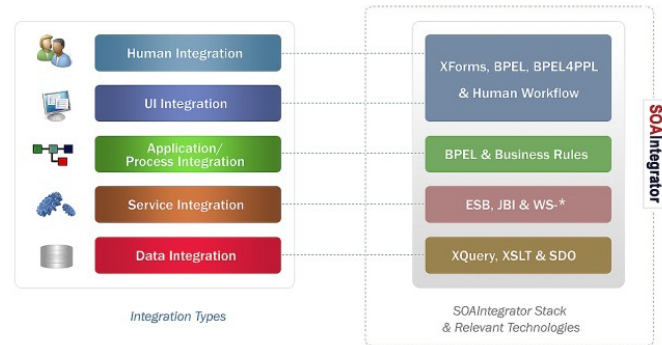 Human Integration
UI Integration
Application/
Process Integration
Service Integration
Data Integration
Integration Types
XForms, BPEL, BPEL4PPL
& Human Workflow
BPEL & Business Rules
ESB, JBI & WS-*
XQuery, XSLT & SDO
SOAIntegrator Stack
& Relevant Technologies
SOAIntegrator